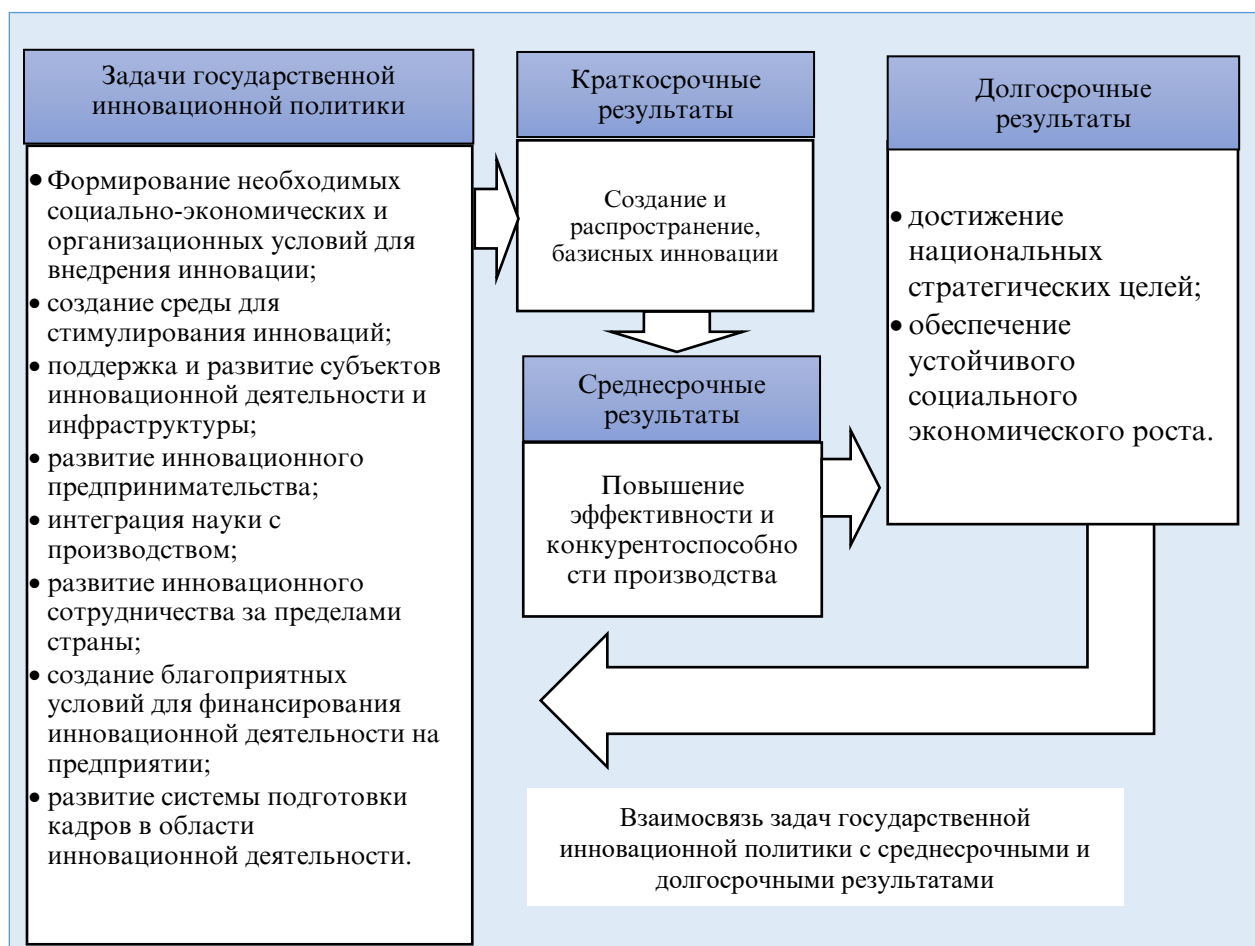 Задачи государственной
инновационной политики
• Формирование необходимых
социально-экономических и
организационных условий для
внедрения инновации;
• создание среды для
стимулирования инноваций;
• поддержка и развитие субъектов
инновационной деятельности и
инфраструктуры;
• развитие инновационного
предпринимательства;
• интеграция науки с
производством;
• развитие инновационного
сотрудничества за пределами
страны;
• создание благоприятных
условий для финансирования
инновационной деятельности на
предприятии;
• развитие системы подготовки
кадров в области
инновационной деятельности.
Краткосрочные
результаты
Создание и
распространение,
базисных инновации
Среднесрочные
результаты
Повышение
эффективности и
конкурентоспособно
сти производства
Долгосрочные
результаты
• достижение
национальных
стратегических целей;
• обеспечение
устойчивого
социального
экономического роста.
Взаимосвязь задач государственной
инновационной политики с среднесрочными и
долгосрочными результатами